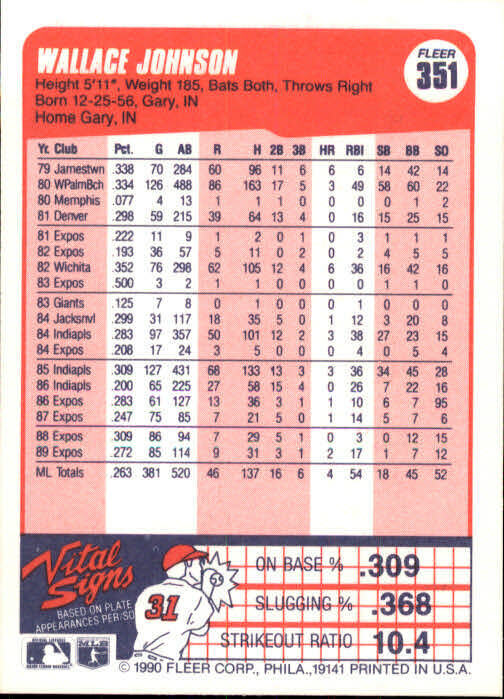 WALLACE JOHNSON
FLEER
351
Height 5'11", Weight 185, Bats Both, Throws Right
Born 12-25-56, Gary, IN
Home Gary, IN
Yr. Club Pct. G AB R H 2B 3B HR RBI SB BB SO
79 Jamestwn .338 70 284 60 96 11 6 6 6 14 42 14
80 WPalmBch .334 126 488 86 163 17 5 3 49 58 60 22
80 Memphis .077 4 13 1 1 1 0 0 0 0 1 2
81 Denver .298 59 215 39 64 13 4 0 16 15 25 15
81 Expos .222 11 9 1 2 0 1 0 3 1 1 1
82 Expos .193 36 57 5 11 0 2 0 2 4 5 5
82 Wichita .352 76 298 62 105 12 4 6 36 16 42 16
83 Expos .500 3 2 1 1 0 0 0 0 1 1 0
83 Giants .125 7 8 0 1 0 0 0 1 0 0 0
84 Jacksnvl .299 31 117 18 35 5 0 1 12 3 20 8
84 Indiapls .283 97 357 50 101 12 2 3 38 27 23 15
84 Expos .208 17 24 3 5 0 0 0 4 0 5 4
85 Indiapls .309 127 431 68 133 13 3 3 36 34 45 28
86 Indiapls .200 65 225 27 58 15 4 0 26 7 22 16
86 Expos .283 61 127 13 36 3 1 1 10 6 7 95
87 Expos .247 75 85 7 21 5 0 1 14 5 7 6
88 Expos .309 86 94 7 29 5 1 0 3 0 12 15
89 Expos .272 85 114 9 31 3 1 2 17 1 7 12
ML Totals .263 381 520 46 137 16 6 4 54 18 45 52
Vital Signs
BASED ON PLATE
APPEARANCES PER/SO
31
ON BASE % .309
SLUGGING % .368
STRIKEOUT RATIO 10.4
© 1990 FLEER CORP., PHILA., 19141 PRINTED IN U.S.A.